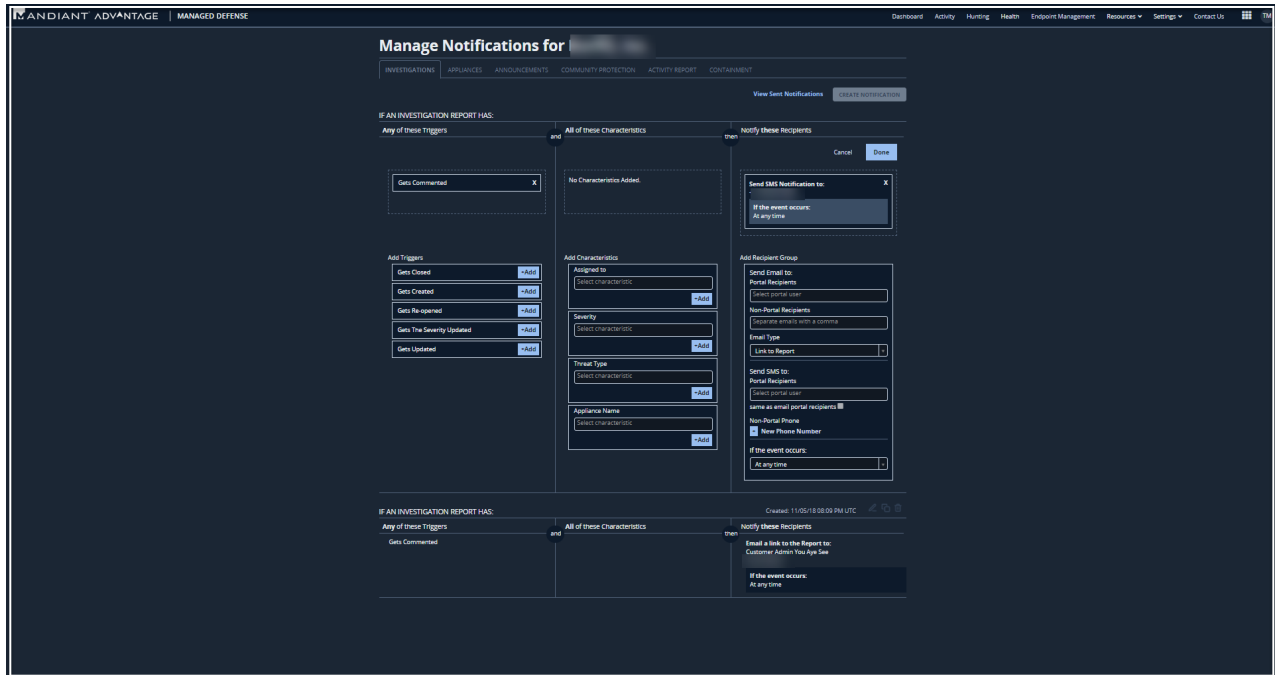 MANDIANT ADVANTAGE | MANAGED DEFENSE
Dashboard Activity Hunting Health Endpoint Management Resources Settings Contact Us TM
Manage Notifications for
INVESTIGATIONS APPLIANCES ANNOUNCEMENTS COMMUNITY PROTECTION ACTIVITY REPORT CONTAINMENT
View Sent Notifications CREATE NOTIFICATION
IF AN INVESTIGATION REPORT HAS:
Any of these Triggers
and
All of these Characteristics
then
Notify these Recipients
Cancel Done
Gets Commented X
No Characteristics Added.
Send SMS Notification to: X
If the event occurs:
At any time
Add Triggers
Gets Closed +Add
Gets Created +Add
Gets Re-opened +Add
Gets The Severity Updated +Add
Gets Updated +Add
Add Characteristics
Assigned to
Select characteristic
+Add
Severity
Select characteristic
+Add
Threat Type
Select characteristic
+Add
Appliance Name
Select characteristic
+Add
Add Recipient Group
Send Email to:
Portal Recipients
Select portal user
Non-Portal Recipients
Separate emails with a comma
Email Type
Link to Report
Send SMS to:
Portal Recipients
Select portal user
same as email portal recipients
Non-Portal Phone
+ New Phone Number
If the event occurs:
At any time
IF AN INVESTIGATION REPORT HAS:
Created: 11/05/18 08:09 PM UTC
Any of these Triggers
and
All of these Characteristics
then
Notify these Recipients
Gets Commented
Email a link to the Report to:
Customer Admin You Aye See
If the event occurs:
At any time